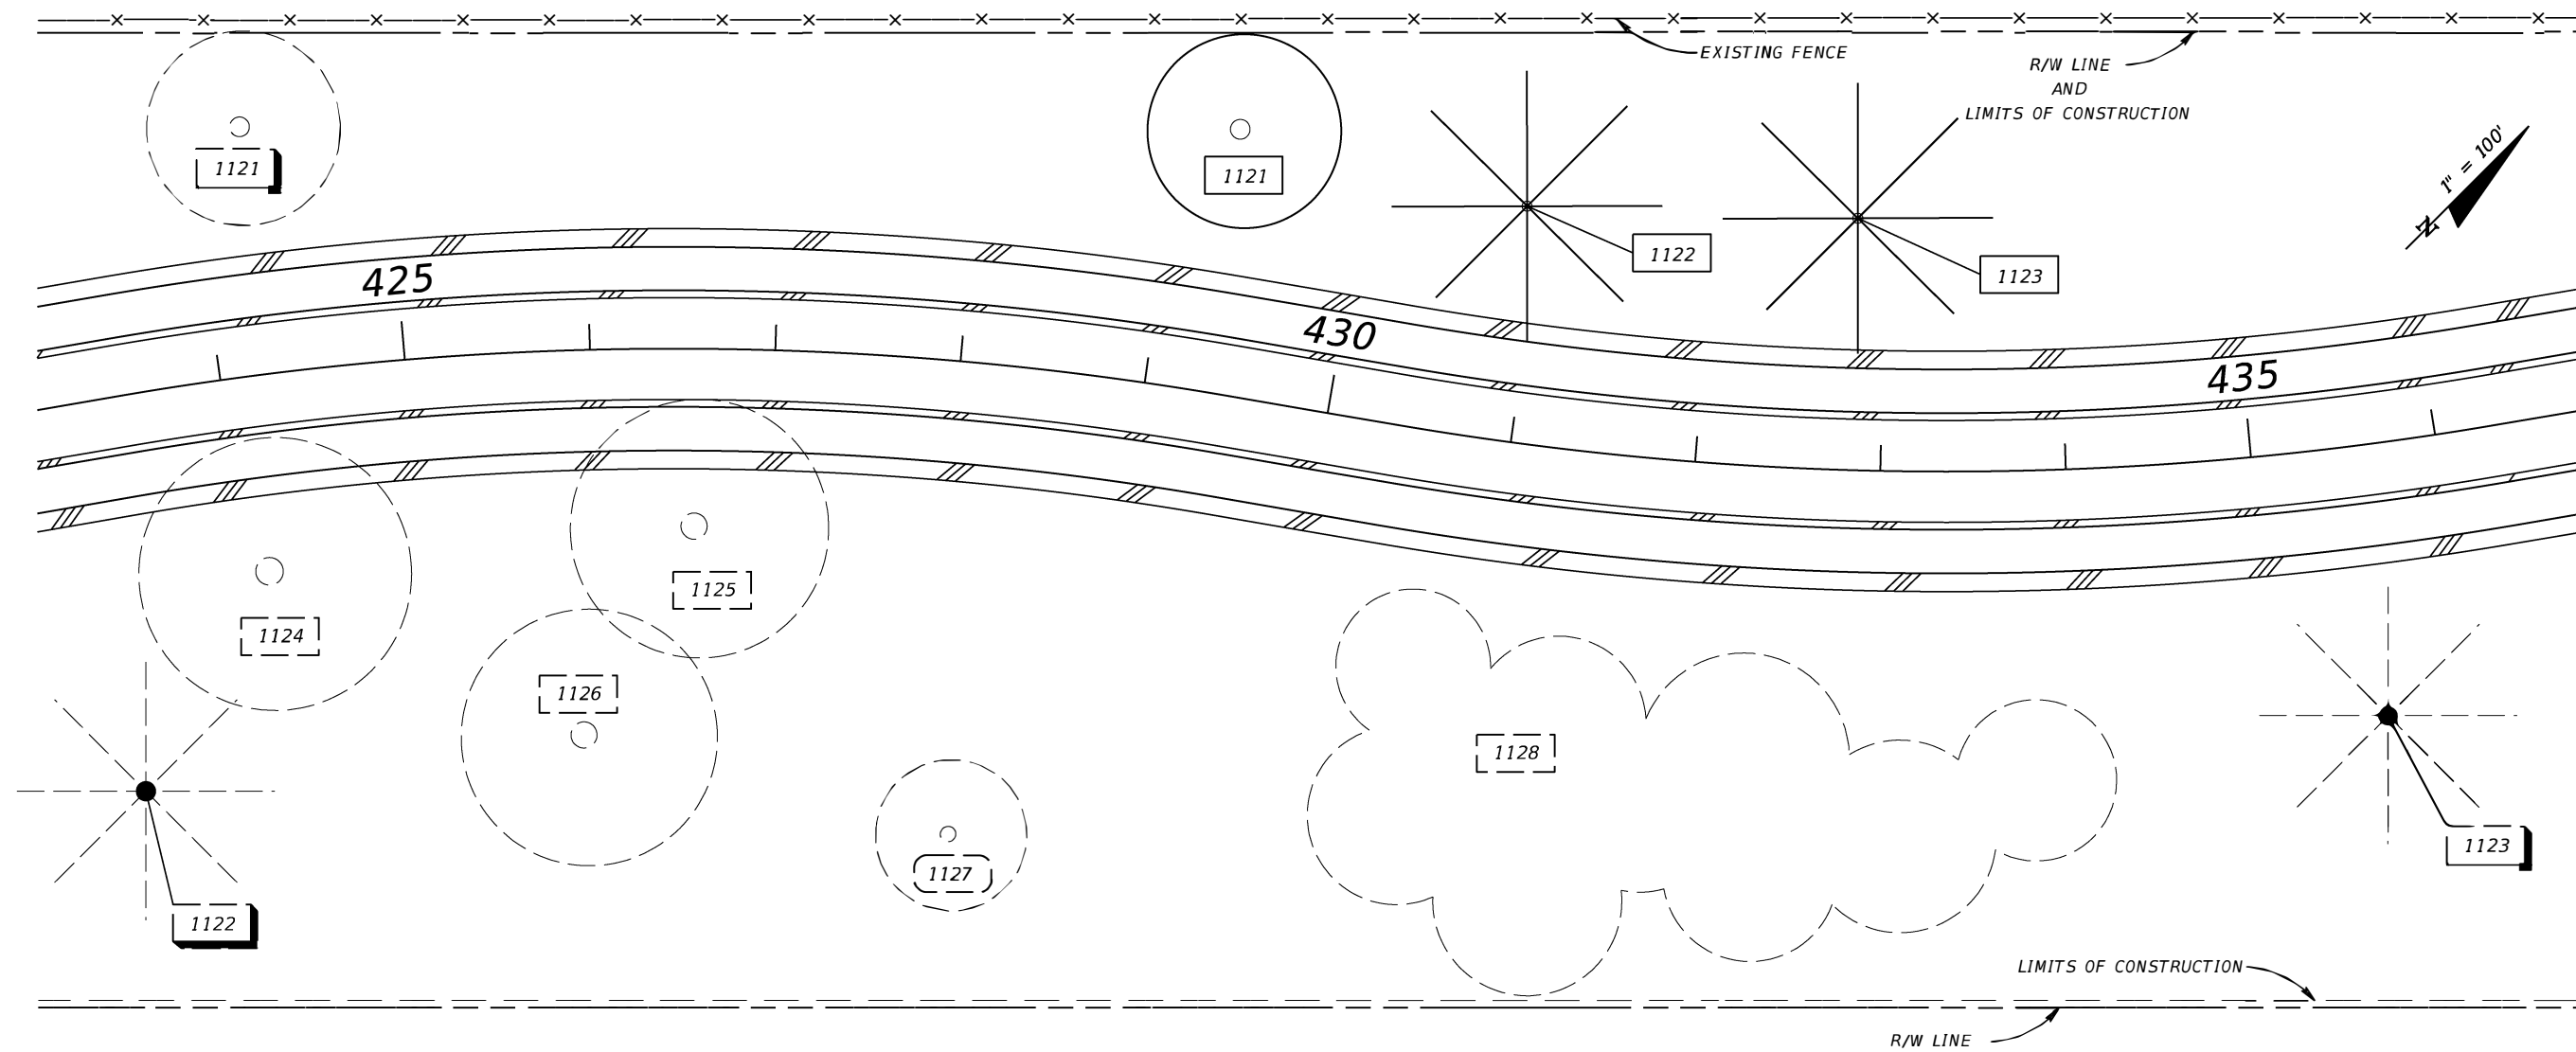 EXISTING FENCE
R/W LINE
AND
LIMITS OF CONSTRUCTION
1" = 100'
N
1121
1121
1122
1123
425
430
435
1125
1124
1126
1128
1127
1123
1122
LIMITS OF CONSTRUCTION
R/W LINE